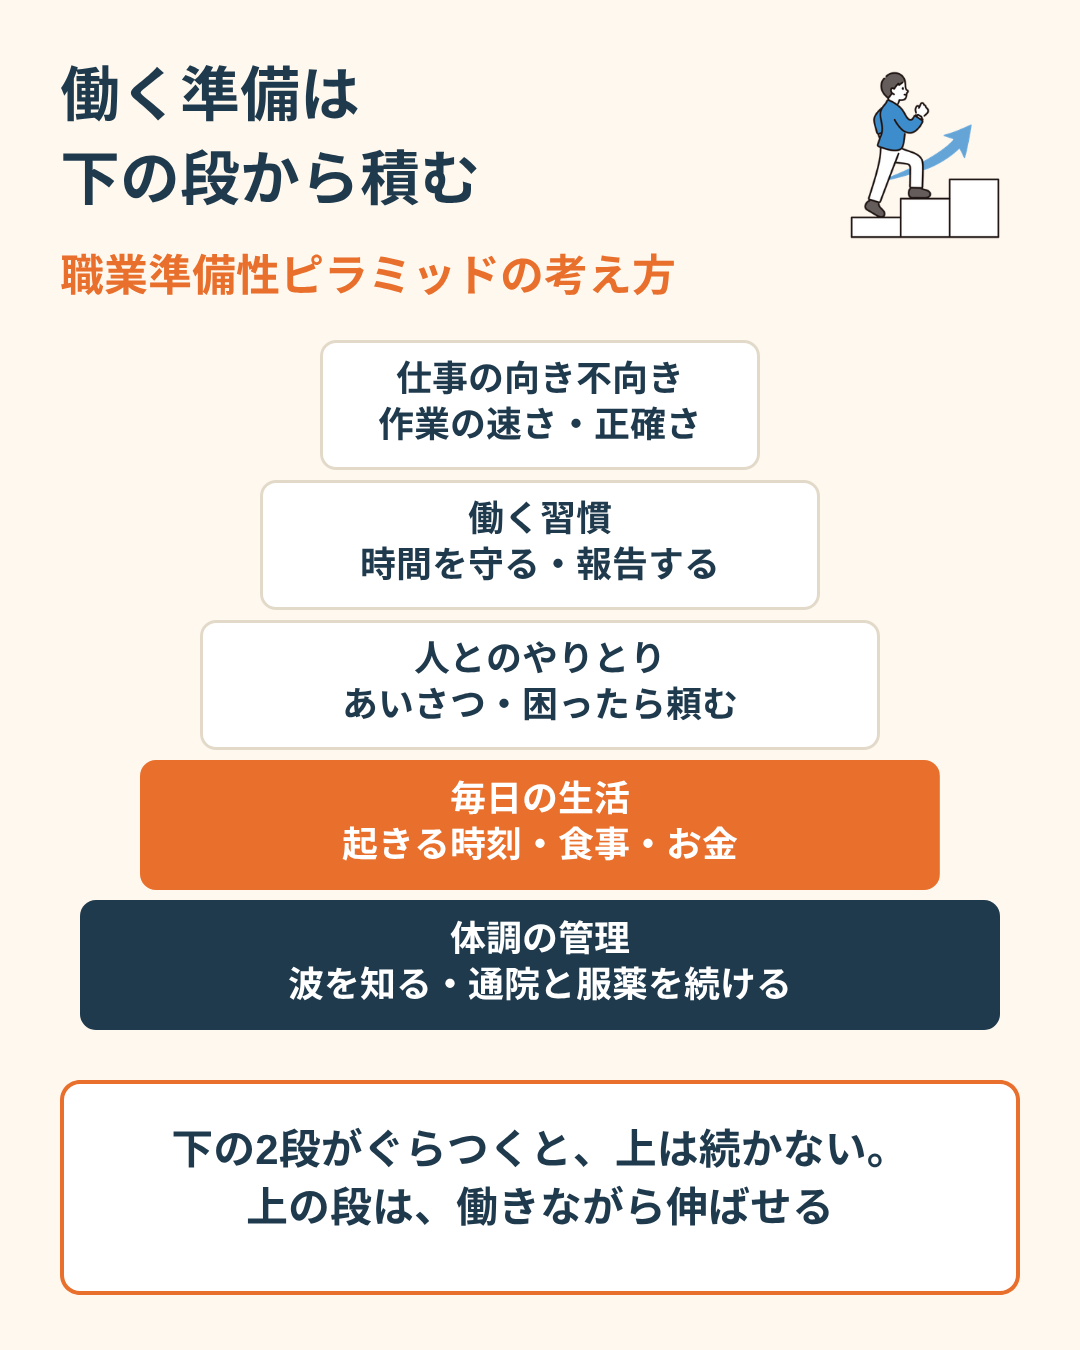 働く準備は
下の段から積む
職業準備性ピラミッドの考え方
仕事の向き不向き
作業の速さ・正確さ
働く習慣
時間を守る・報告する
人とのやりとり
あいさつ・困ったら頼む
毎日の生活
起きる時刻・食事・お金
体調の管理
波を知る・通院と服薬を続ける
下の2段がぐらつくと、上は続かない。
上の段は、働きながら伸ばせる